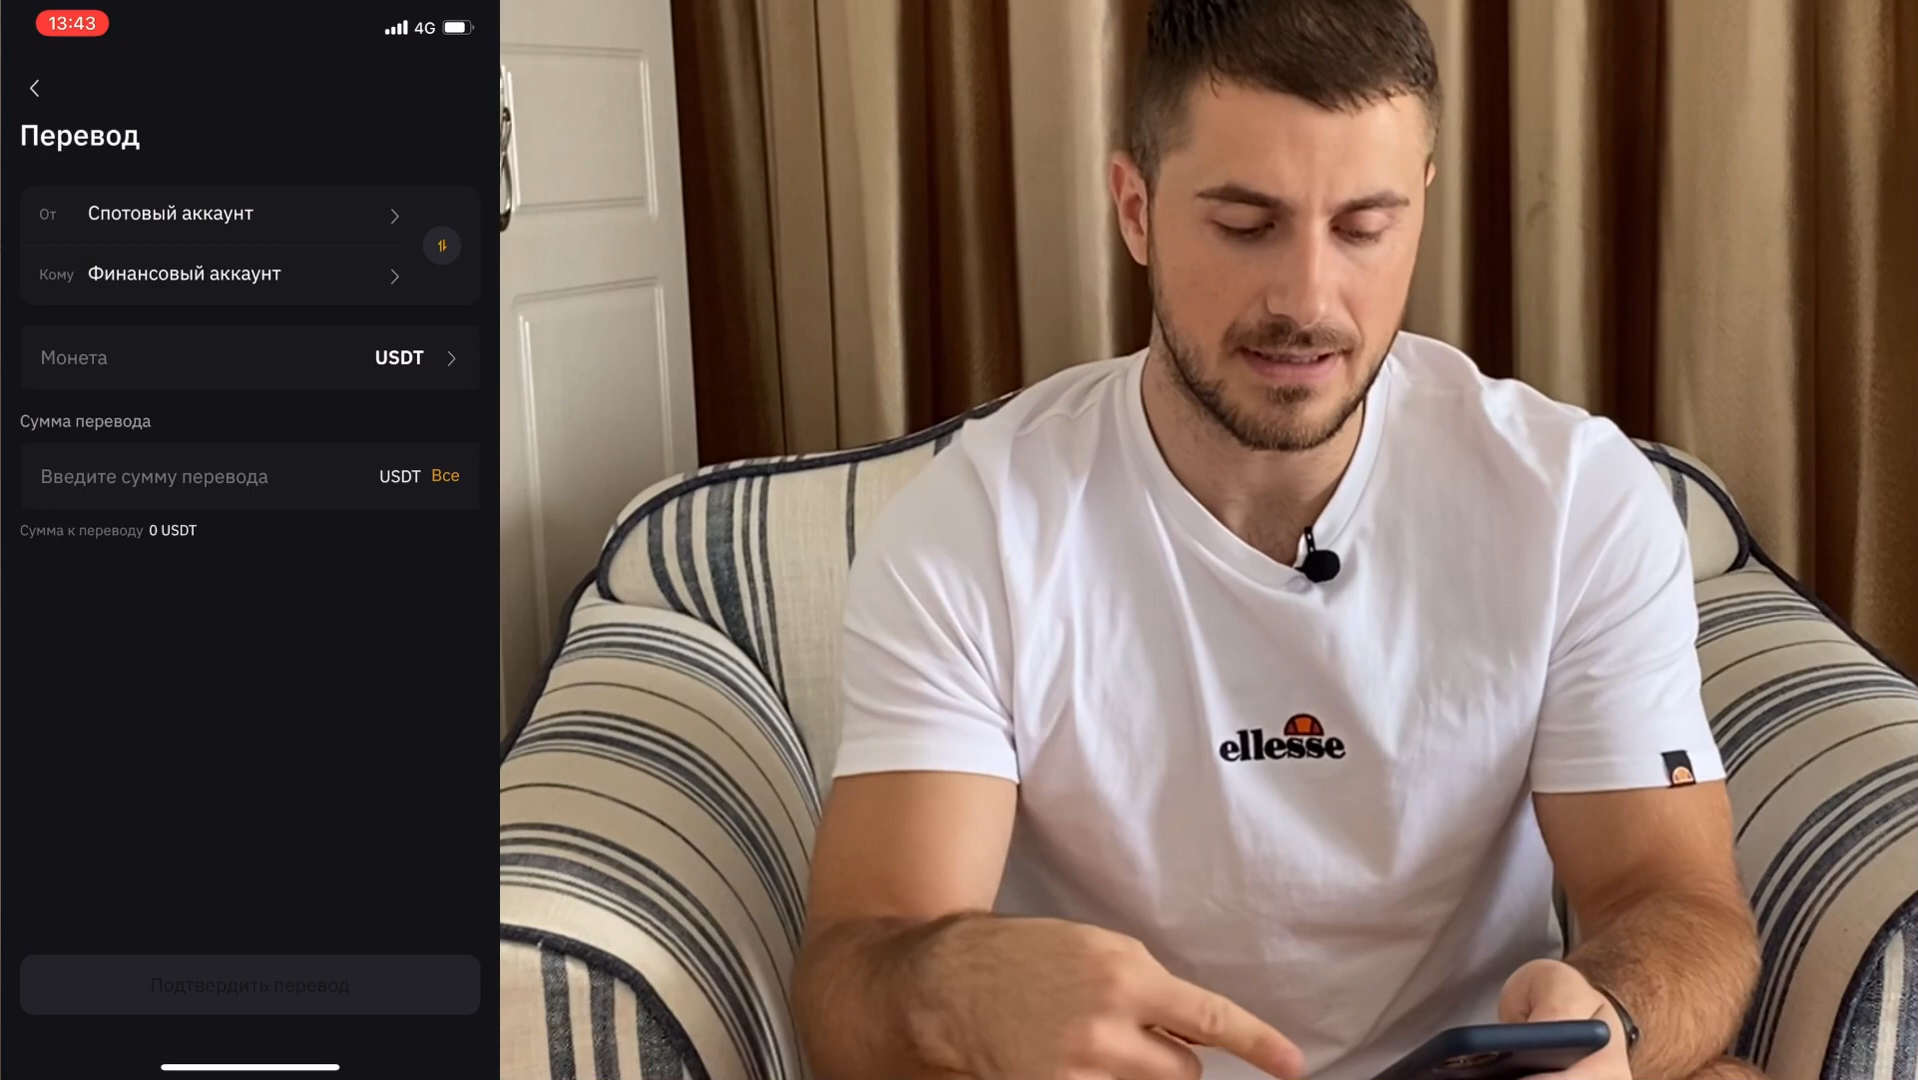 13:43
4G
Перевод
От Спотовый аккаунт
Кому Финансовый аккаунт
Монета USDT
Сумма перевода
Введите сумму перевода USDT Все
Сумма к переводу 0 USDT
Подтвердить перевод
ellesse